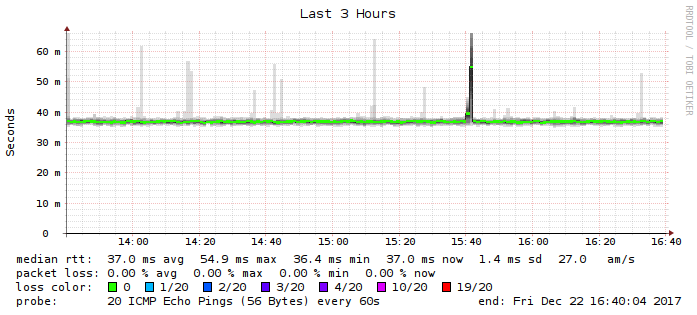 Last 3 Hours
RRDTOOL / TOBI OETIKER
Seconds
60 m
50 m
40 m
30 m
20 m
10 m
0
14:00 14:20 14:40 15:00 15:20 15:40 16:00 16:20 16:40
median rtt: 37.0 ms avg 54.9 ms max 36.4 ms min 37.0 ms now 1.4 ms sd 27.0 am/s
packet loss: 0.00 % avg 0.00 % max 0.00 % min 0.00 % now
loss color: 0 1/20 2/20 3/20 4/20 10/20 19/20
probe: 20 ICMP Echo Pings (56 Bytes) every 60s end: Fri Dec 22 16:40:04 2017